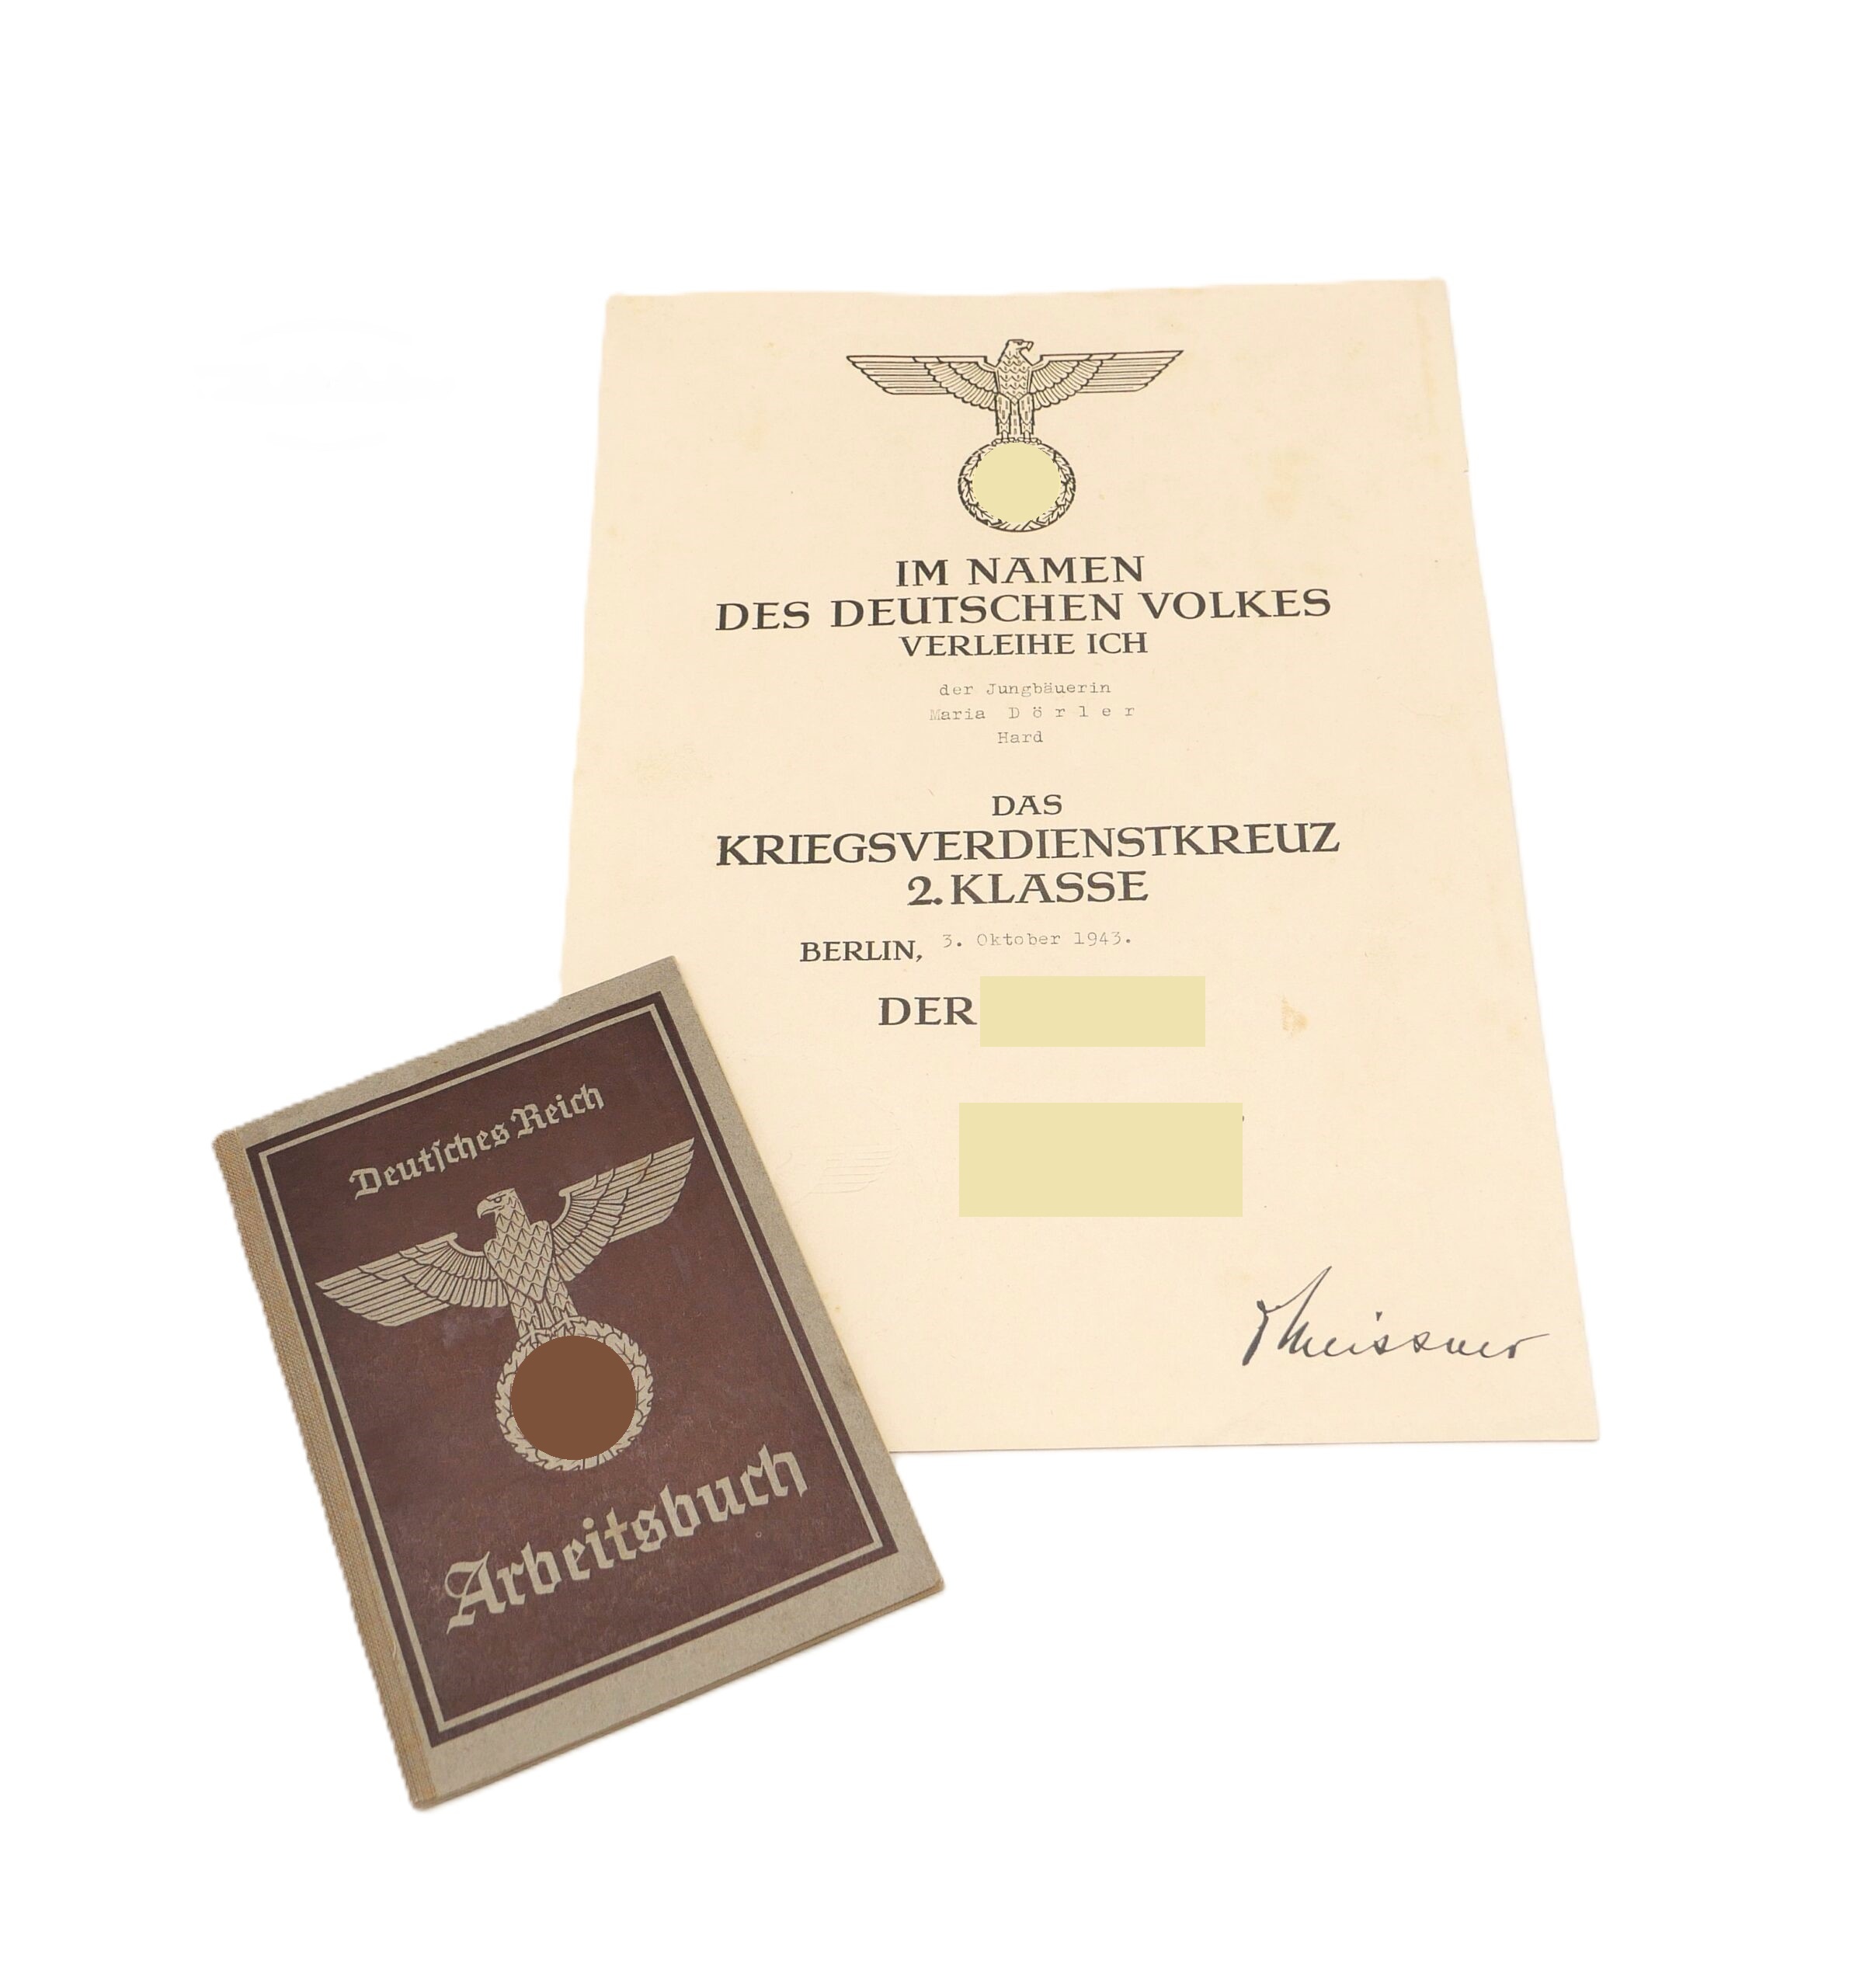 IM NAMEN
DES DEUTSCHEN VOLKES
VERLEIHE ICH
der Jungbäuerin
Maria D ö r l e r
Hard
DAS
KRIEGSVERDIENSTKREUZ
2. KLASSE
BERLIN, 3. Oktober 1943.
DER
Meissner
Deutsches Reich
Arbeitsbuch